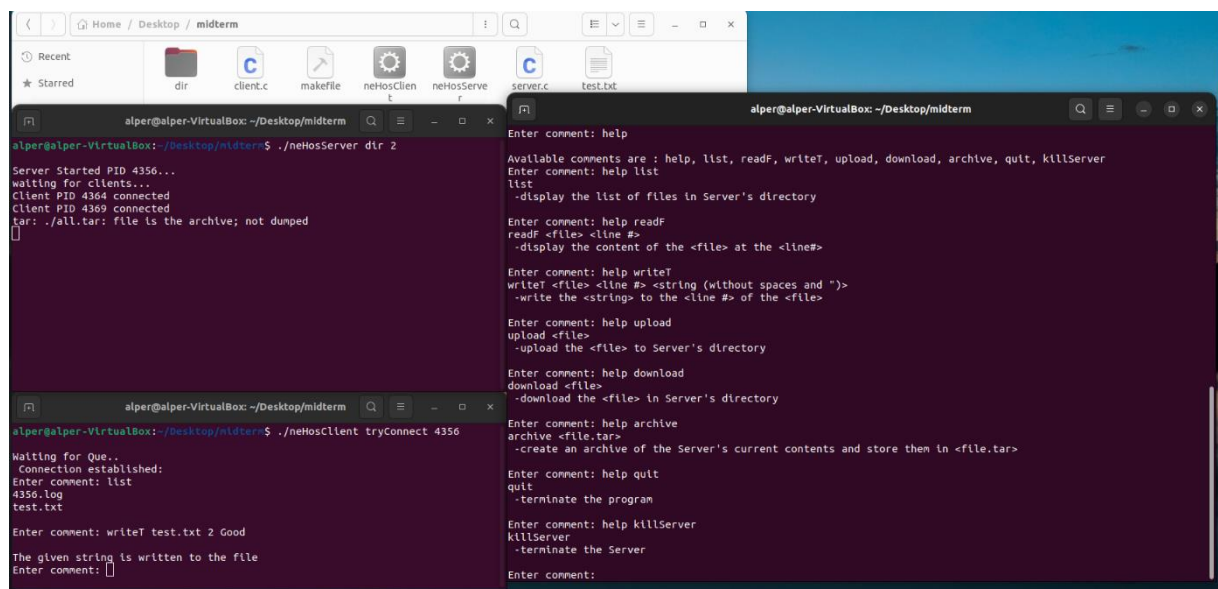 Home / Desktop / midterm
Recent
Starred
dir
client.c
makefile
neHosClien
t
neHosServe
r
server.c
test.txt
alper@alper-VirtualBox: ~/Desktop/midterm
alper@alper-VirtualBox:~/Desktop/midterm$ ./neHosServer dir 2
Server Started PID 4356...
waiting for clients...
Client PID 4364 connected
Client PID 4369 connected
tar: ./all.tar: file is the archive; not dumped
alper@alper-VirtualBox: ~/Desktop/midterm
alper@alper-VirtualBox:~/Desktop/midterm$ ./neHosClient tryConnect 4356
Waiting for Que..
Connection established:
Enter comment: list
4356.log
test.txt
Enter comment: writeT test.txt 2 Good
The given string is written to the file
Enter comment:
alper@alper-VirtualBox: ~/Desktop/midterm
Enter comment: help
Available comments are : help, list, readF, writeT, upload, download, archive, quit, killServer
Enter comment: help list
list
-display the list of files in Server's directory
Enter comment: help readF
readF <file> <line #>
-display the content of the <file> at the <line#>
Enter comment: help writeT
writeT <file> <line #> <string (without spaces and ")>
-write the <string> to the <line #> of the <file>
Enter comment: help upload
upload <file>
-upload the <file> to Server's directory
Enter comment: help download
download <file>
-download the <file> in Server's directory
Enter comment: help archive
archive <file.tar>
-create an archive of the Server's current contents and store them in <file.tar>
Enter comment: help quit
quit
-terminate the program
Enter comment: help killServer
killServer
-terminate the Server
Enter comment: